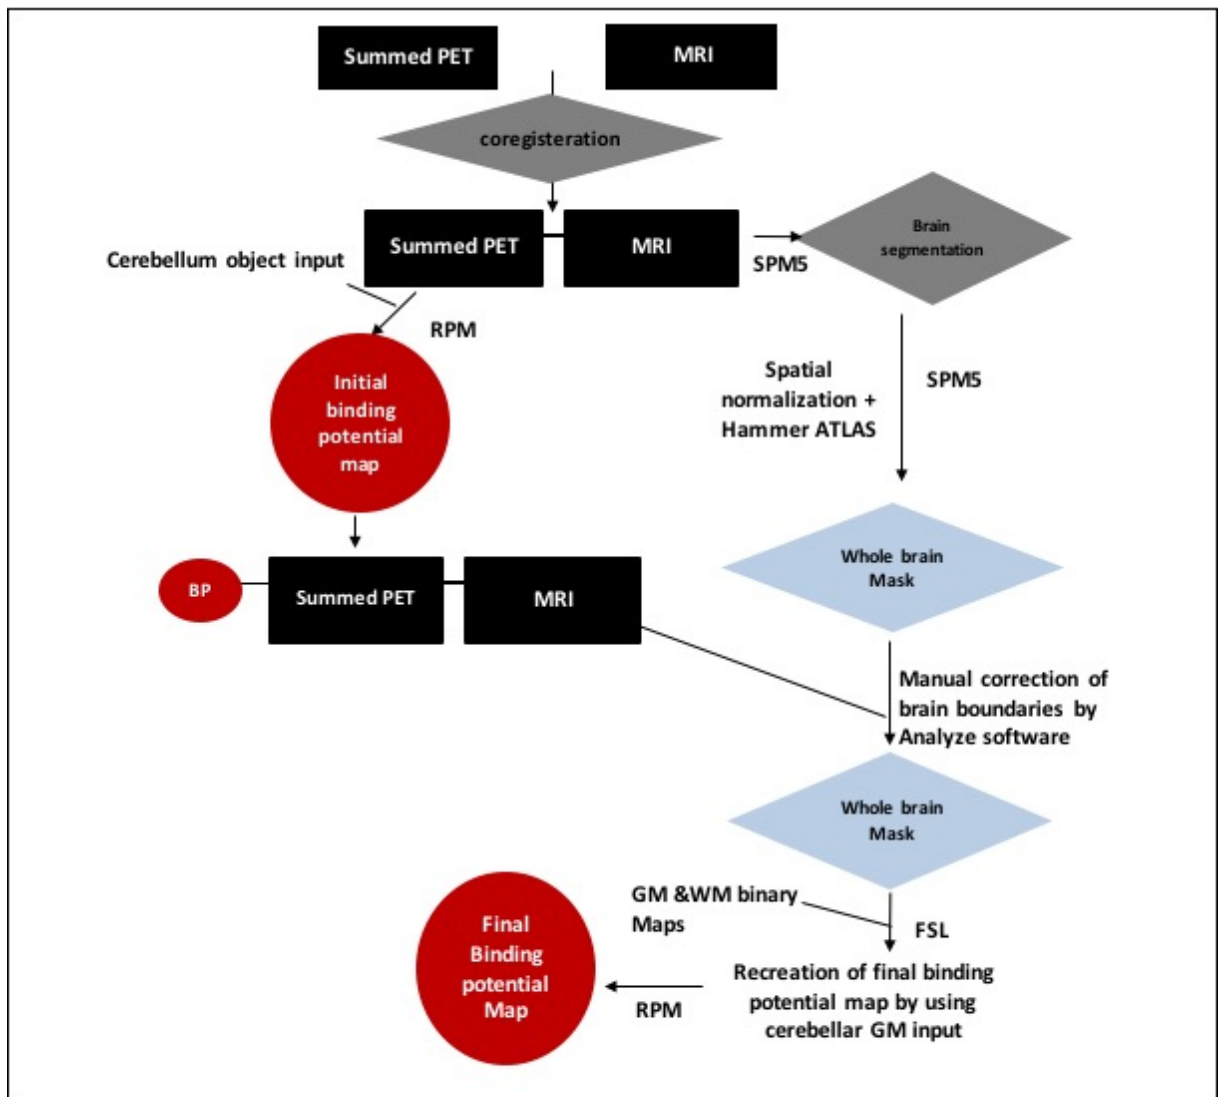 Summed PET
MRI
coregisteration
Summed PET
MRI
SPM5
Brain
segmentation
Cerebellum object input
RPM
Initial
binding
potential
map
Spatial
normalization +
Hammer ATLAS
SPM5
BP
Summed PET
MRI
Whole brain
Mask
Manual correction of
brain boundaries by
Analyze software
Whole brain
Mask
GM &WM binary
Maps
FSL
Recreation of final binding
potential map by using
cerebellar GM input
RPM
Final
Binding
potential
Map